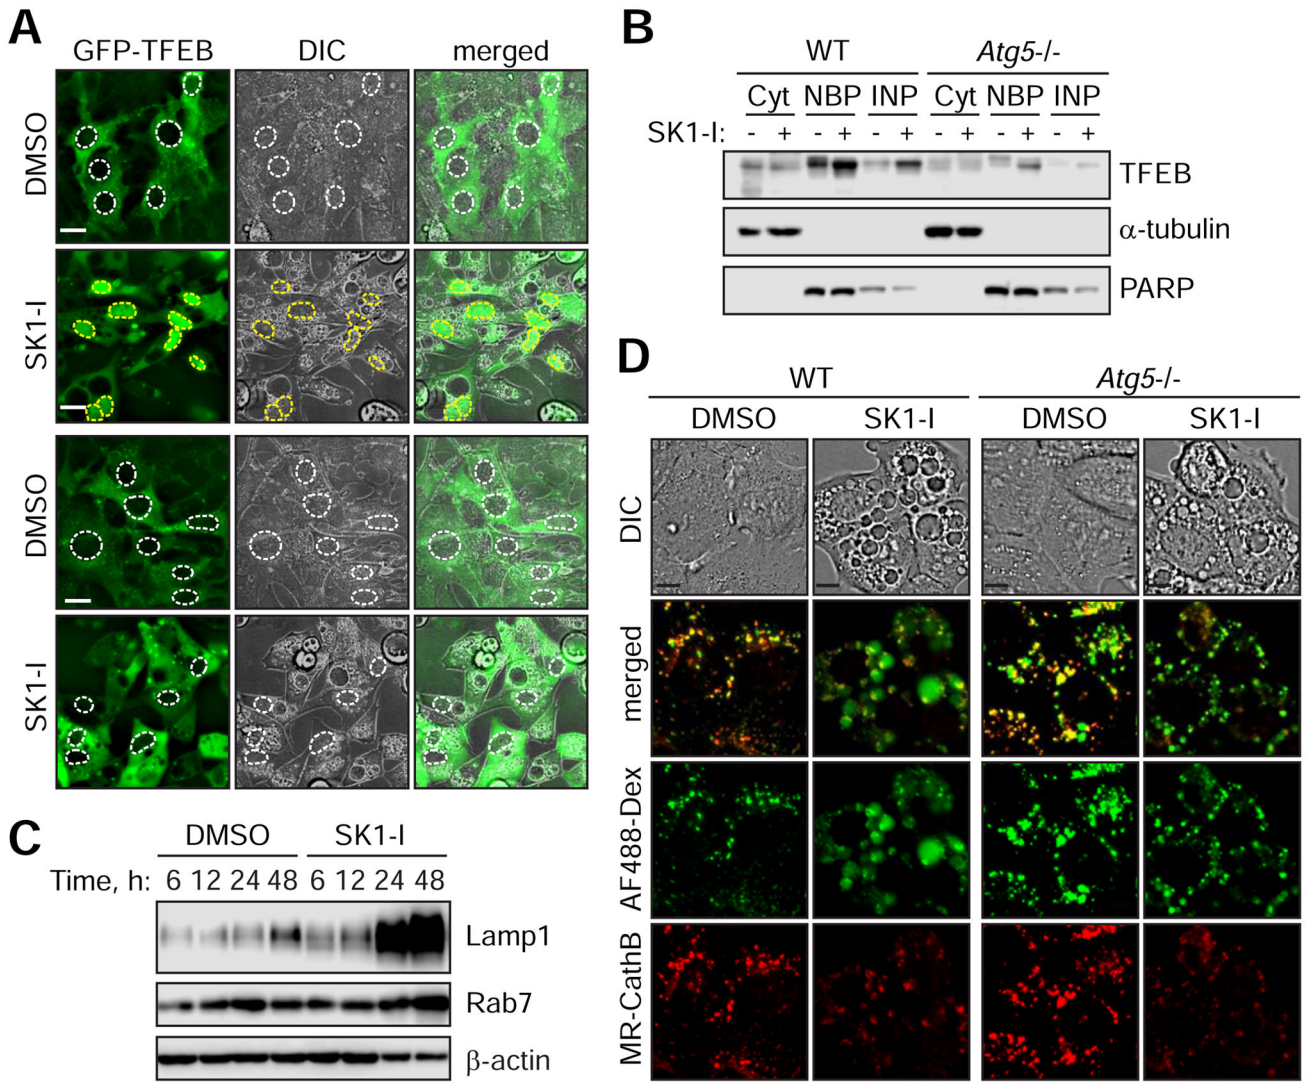 A
GFP-TFEB DIC merged
DMSO
SK1-I
DMSO
SK1-I
B
WT Atg5-/-
Cyt NBP INP Cyt NBP INP
SK1-I: - + - + - + - + - + - +
TFEB
α-tubulin
PARP
C
DMSO SK1-I
Time, h: 6 12 24 48 6 12 24 48
Lamp1
Rab7
β-actin
D
WT Atg5-/-
DMSO SK1-I DMSO SK1-I
DIC
merged
AF488-Dex
MR-CathB